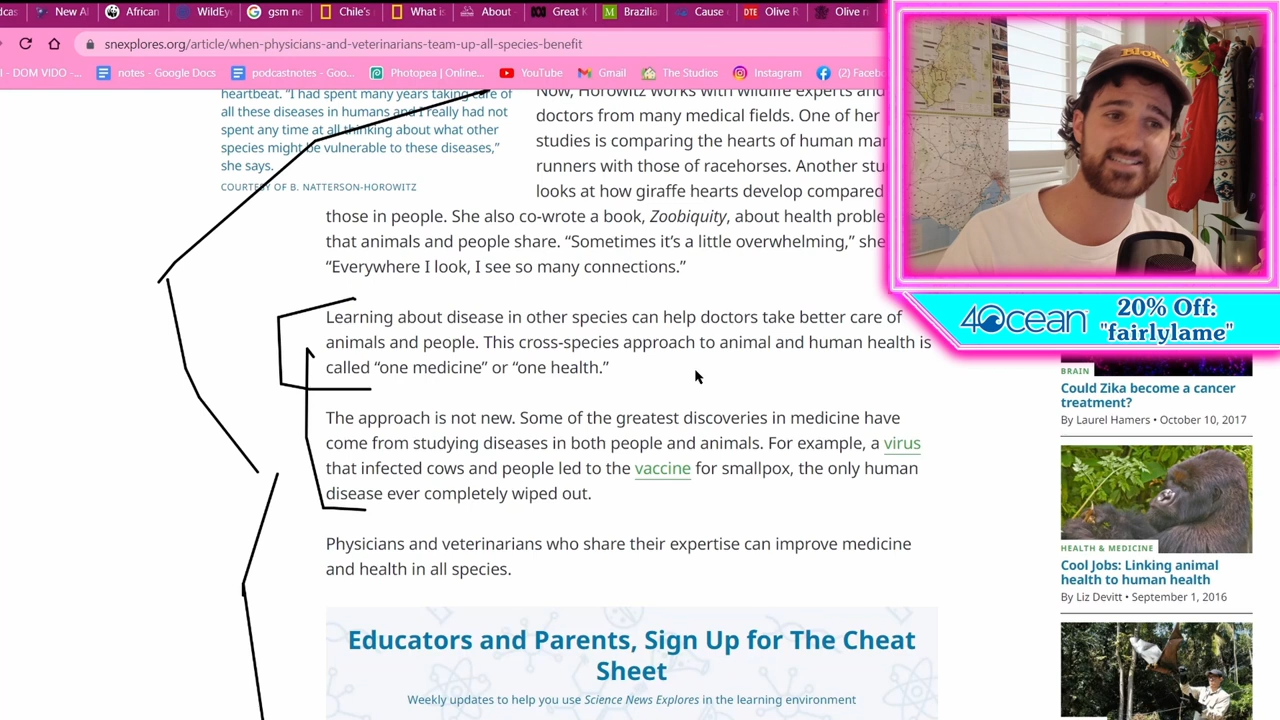 New Al
African
WildEy
gsm ne
Chile's
What is
About -
Great K
Brazilia
Cause
Olive R
Olive n
snexplores.org/article/when-physicians-and-veterinarians-team-up-all-species-benefit
I - DOM VIDO -...
notes - Google Docs
podcastnotes - Goo...
Photopea | Online...
YouTube
Gmail
The Studios
Instagram
(2) Facebo
heartbeat. “I had spent many years taking care of
all these diseases in humans and I really had not
spent any time at all thinking about what other
species might be vulnerable to these diseases,”
she says.
COURTESY OF B. NATTERSON-HOROWITZ
Now, Horowitz works with wildlife experts and
doctors from many medical fields. One of her
studies is comparing the hearts of human mar
runners with those of racehorses. Another stu
looks at how giraffe hearts develop compared
those in people. She also co-wrote a book, Zoobiquity, about health proble
that animals and people share. “Sometimes it’s a little overwhelming,” she
“Everywhere I look, I see so many connections.”
Learning about disease in other species can help doctors take better care of
animals and people. This cross-species approach to animal and human health is
called “one medicine” or “one health.”
The approach is not new. Some of the greatest discoveries in medicine have
come from studying diseases in both people and animals. For example, a virus
that infected cows and people led to the vaccine for smallpox, the only human
disease ever completely wiped out.
Physicians and veterinarians who share their expertise can improve medicine
and health in all species.
Educators and Parents, Sign Up for The Cheat
Sheet
Weekly updates to help you use Science News Explores in the learning environment
4Ocean
20% Off:
"fairlylame"
BRAIN
Could Zika become a cancer
treatment?
By Laurel Hamers • October 10, 2017
HEALTH & MEDICINE
Cool Jobs: Linking animal
health to human health
By Liz Devitt • September 1, 2016